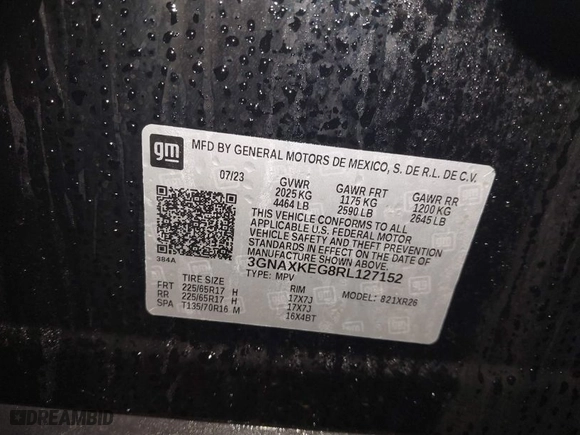 gm
MFD BY GENERAL MOTORS DE MEXICO, S. DE R.L. DE C.V.
07/23 GVWR GAWR FRT GAWR RR
2025 KG 1175 KG 1200 KG
4464 LB 2590 LB 2645 LB
THIS VEHICLE CONFORMS TO ALL
APPLICABLE U.S. FEDERAL MOTOR
VEHICLE SAFETY AND THEFT PREVENTION
STANDARDS IN EFFECT ON THE DATE OF
MANUFACTURE SHOWN ABOVE.
384A 3GNAXKEG8RL127152
TYPE: MPV
TIRE SIZE RIM MODEL: 821XR26
FRT 225/65R17 H 17X7J
RR 225/65R17 H 17X7J
SPA T135/70R16 M 16X4BT
DREAMBID